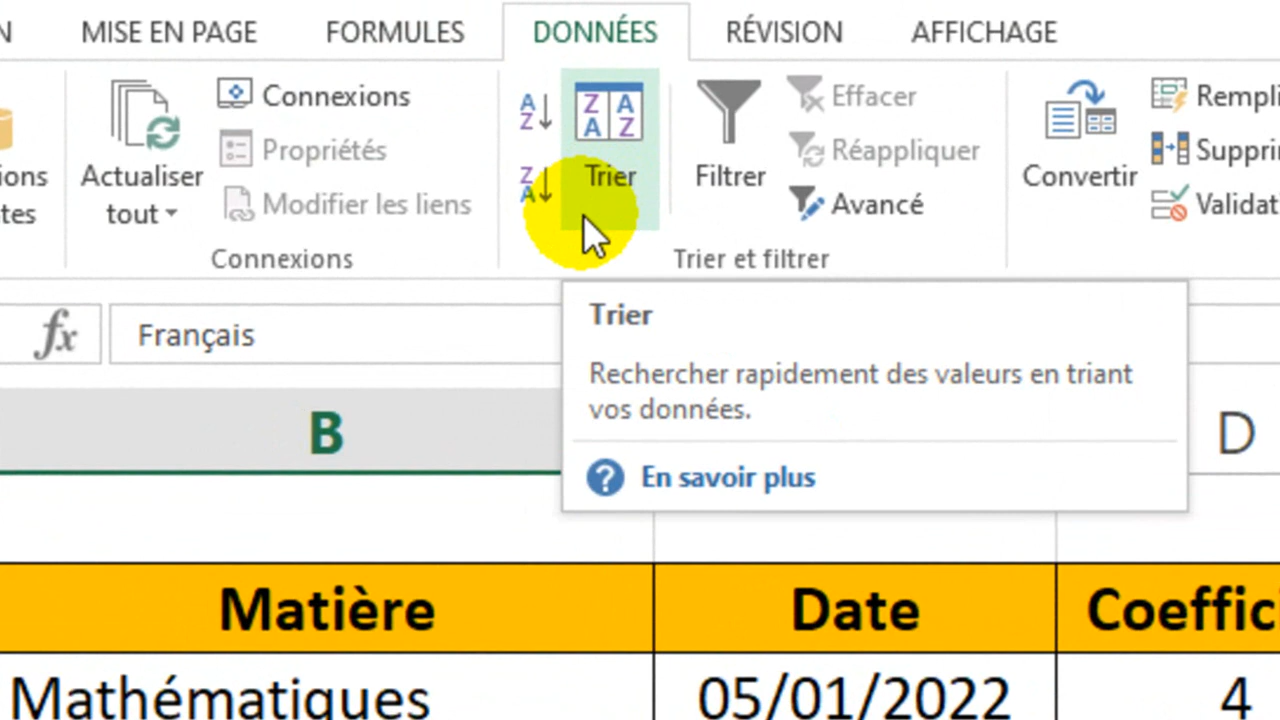 MISE EN PAGE FORMULES DONNÉES RÉVISION AFFICHAGE
Connexions
Propriétés
Modifier les liens
Actualiser
tout
Connexions
A
Z
Z
A
Z A
A Z
Trier
Filtrer
Effacer
Réappliquer
Avancé
Trier et filtrer
Convertir
fx Français
Trier
Rechercher rapidement des valeurs en triant
vos données.
? En savoir plus
B D
Matière Date
Mathématiques 05/01/2022 4